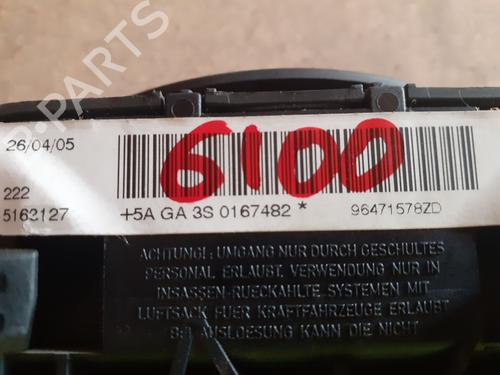 B-PARTS
26/04/05
6100
222
5163127
+5A GA 3S 0167482 *
96471578ZD
ACHTUNG!: UMGANG NUR DURCH GESCHULTES
PERSONAL ERLAUBT. VERWENDUNG NUR IN
INSASSEN-RUECKAHLTE SYSTEMEN MIT
LUFTSACK FUER KRAFTFAHRZEUGE ERLAUBT
BEI AUSLOESUNG KANN DIE NICHT